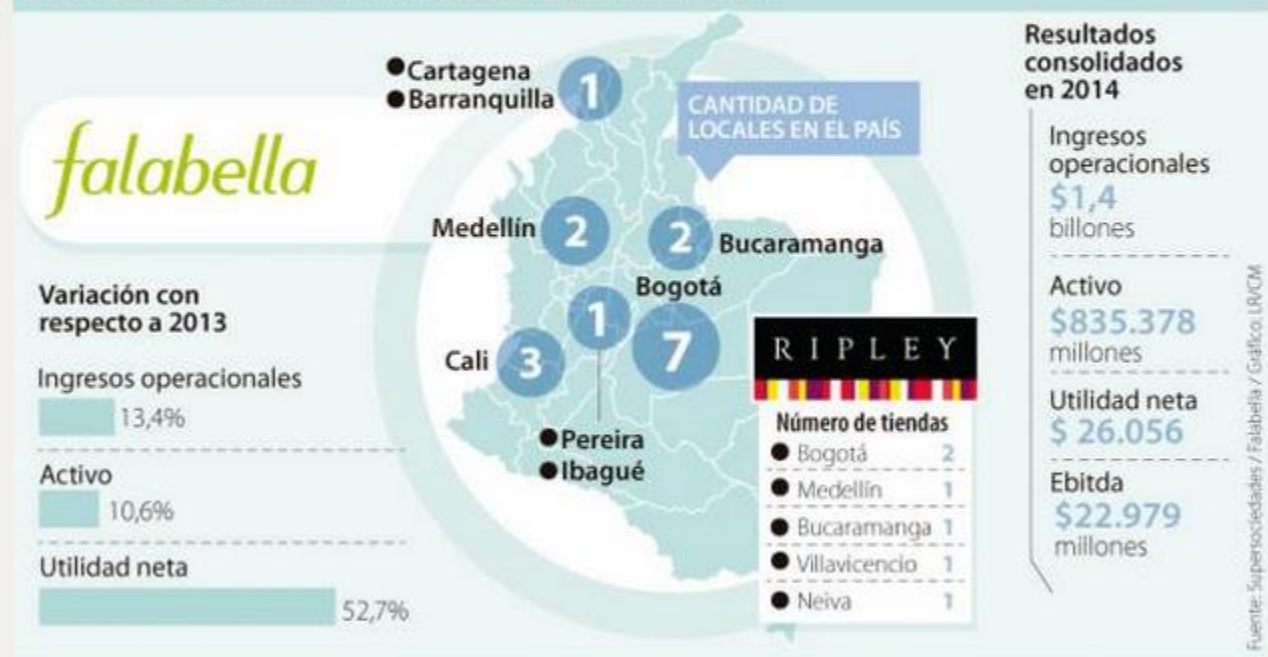 falabella
Variación con
respecto a 2013
Ingresos operacionales
13,4%
Activo
10,6%
Utilidad neta
52,7%
Cartagena
Barranquilla
1
CANTIDAD DE
LOCALES EN EL PAÍS
Medellín
2
2
Bucaramanga
Bogotá
7
1
Cali
3
Pereira
Ibagué
RIPLEY
Número de tiendas
Bogotá 2
Medellín 1
Bucaramanga 1
Villavicencio 1
Neiva 1
Resultados
consolidados
en 2014
Ingresos
operacionales
$1,4
billones
Activo
$835.378
millones
Utilidad neta
$ 26.056
Ebitda
$22.979
millones
Fuente: Supersociedades / Falabella / Gráfico: LR/CM